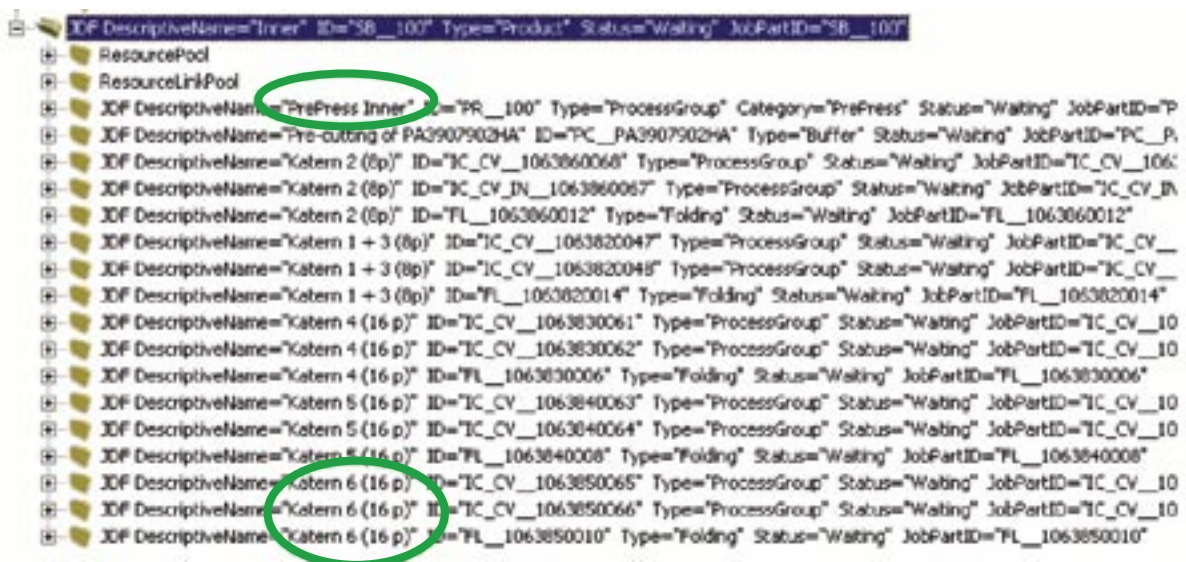 JDF DescriptiveName="Inner" ID="SB__100" Type="Product" Status="Waiting" JobPartID="SB__100"
ResourcePool
ResourceLinkPool
JDF DescriptiveName="PrePress Inner" ID="PR__100" Type="ProcessGroup" Category="PrePress" Status="Waiting" JobPartID="P
JDF DescriptiveName="Pre-cutting of PA3907902HA" ID="PC__PA3907902HA" Type="Buffer" Status="Waiting" JobPartID="PC__P
JDF DescriptiveName="Katern 2 (8p)" ID="IC_CV__1063860068" Type="ProcessGroup" Status="Waiting" JobPartID="IC_CV__106
JDF DescriptiveName="Katern 2 (8p)" ID="IC_CV_IN__1063860067" Type="ProcessGroup" Status="Waiting" JobPartID="IC_CV_IN
JDF DescriptiveName="Katern 2 (8p)" ID="FL__1063860012" Type="Folding" Status="Waiting" JobPartID="FL__1063860012"
JDF DescriptiveName="Katern 1 + 3 (8p)" ID="IC_CV__1063820047" Type="ProcessGroup" Status="Waiting" JobPartID="IC_CV__
JDF DescriptiveName="Katern 1 + 3 (8p)" ID="IC_CV__1063820048" Type="ProcessGroup" Status="Waiting" JobPartID="IC_CV__
JDF DescriptiveName="Katern 1 + 3 (8p)" ID="FL__1063820014" Type="Folding" Status="Waiting" JobPartID="FL__1063820014"
JDF DescriptiveName="Katern 4 (16 p)" ID="IC_CV__1063830061" Type="ProcessGroup" Status="Waiting" JobPartID="IC_CV__10
JDF DescriptiveName="Katern 4 (16 p)" ID="IC_CV__1063830062" Type="ProcessGroup" Status="Waiting" JobPartID="IC_CV__10
JDF DescriptiveName="Katern 4 (16 p)" ID="FL__1063830006" Type="Folding" Status="Waiting" JobPartID="FL__1063830006"
JDF DescriptiveName="Katern 5 (16 p)" ID="IC_CV__1063840063" Type="ProcessGroup" Status="Waiting" JobPartID="IC_CV__10
JDF DescriptiveName="Katern 5 (16 p)" ID="IC_CV__1063840064" Type="ProcessGroup" Status="Waiting" JobPartID="IC_CV__10
JDF DescriptiveName="Katern 5 (16 p)" ID="FL__1063840008" Type="Folding" Status="Waiting" JobPartID="FL__1063840008"
JDF DescriptiveName="Katern 6 (16 p)" ID="IC_CV__1063850065" Type="ProcessGroup" Status="Waiting" JobPartID="IC_CV__10
JDF DescriptiveName="Katern 6 (16 p)" ID="IC_CV__1063850066" Type="ProcessGroup" Status="Waiting" JobPartID="IC_CV__10
JDF DescriptiveName="Katern 6 (16 p)" ID="FL__1063850010" Type="Folding" Status="Waiting" JobPartID="FL__1063850010"